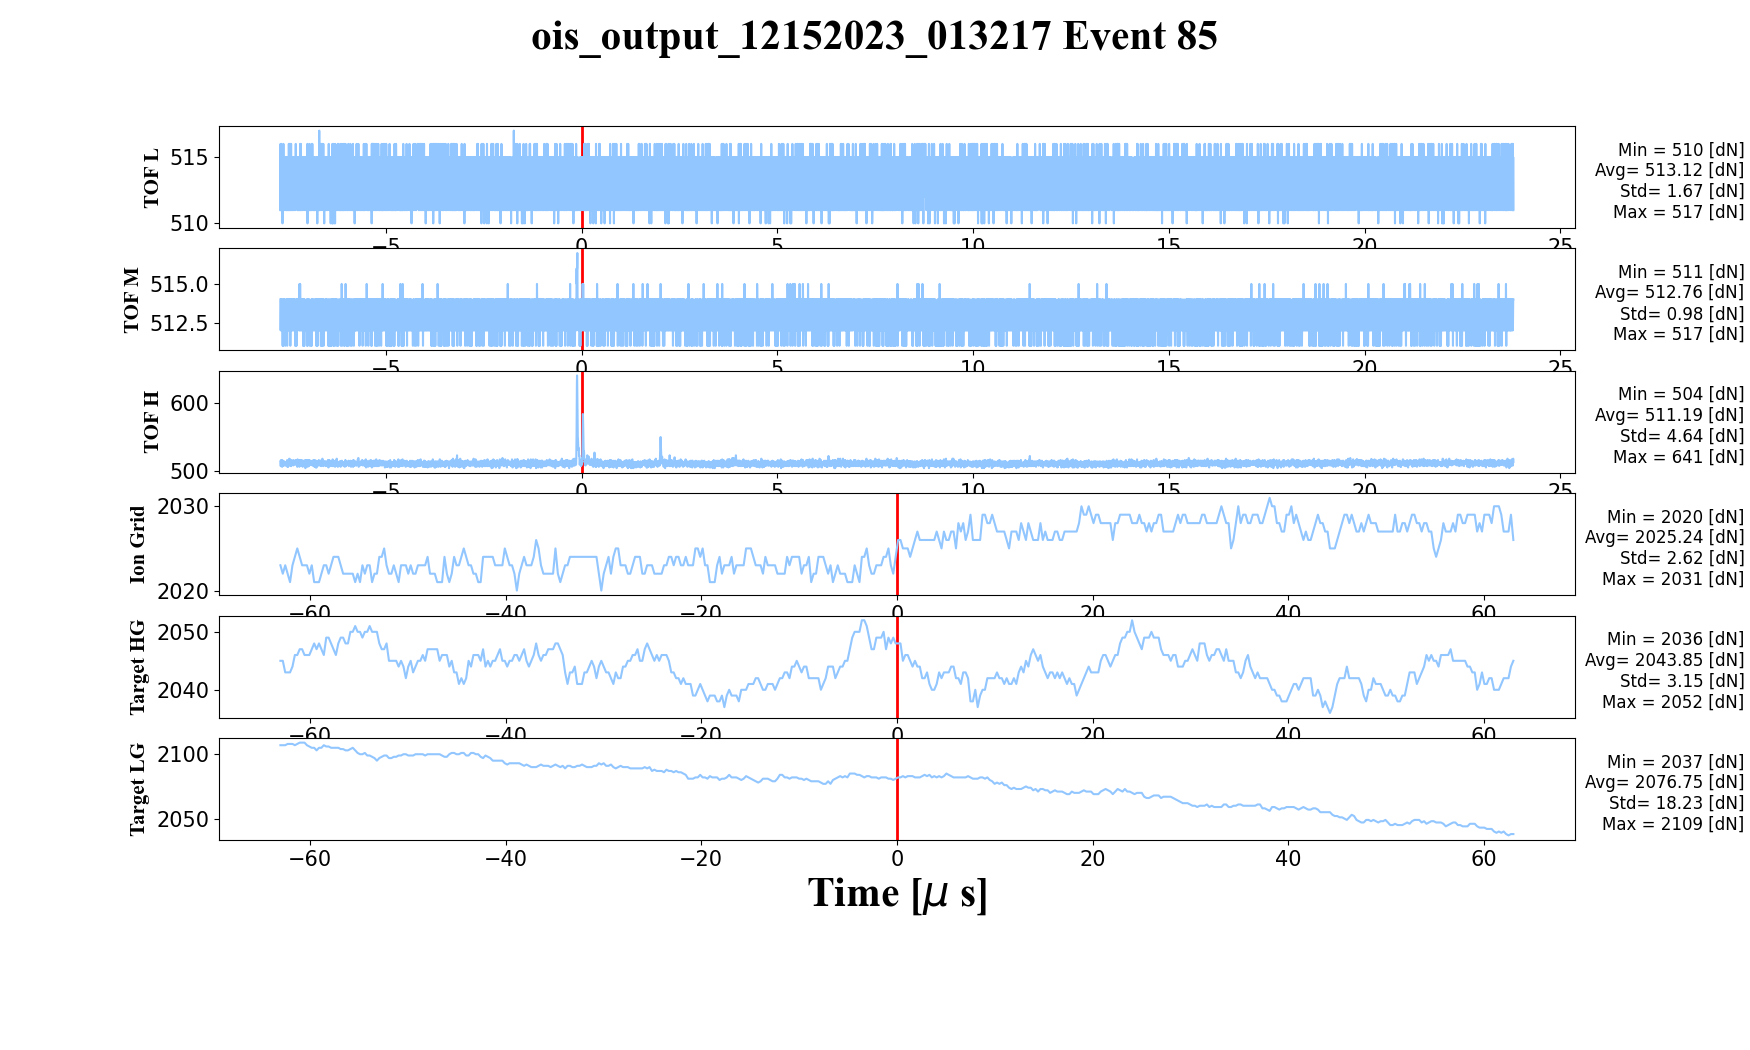 ois_output_12152023_013217 Event 85
TOF L
515
510
−5
0
5
10
15
20
25
Min = 510 [dN]
Avg= 513.12 [dN]
Std= 1.67 [dN]
Max = 517 [dN]
TOF M
515.0
512.5
−5
0
5
10
15
20
25
Min = 511 [dN]
Avg= 512.76 [dN]
Std= 0.98 [dN]
Max = 517 [dN]
TOF H
600
500
−5
0
5
10
15
20
25
Min = 504 [dN]
Avg= 511.19 [dN]
Std= 4.64 [dN]
Max = 641 [dN]
Ion Grid
2030
2020
−60
−40
−20
0
20
40
60
Min = 2020 [dN]
Avg= 2025.24 [dN]
Std= 2.62 [dN]
Max = 2031 [dN]
Target HG
2050
2040
−60
−40
−20
0
20
40
60
Min = 2036 [dN]
Avg= 2043.85 [dN]
Std= 3.15 [dN]
Max = 2052 [dN]
Target LG
2100
2050
−60
−40
−20
0
20
40
60
Min = 2037 [dN]
Avg= 2076.75 [dN]
Std= 18.23 [dN]
Max = 2109 [dN]
Time [μ s]